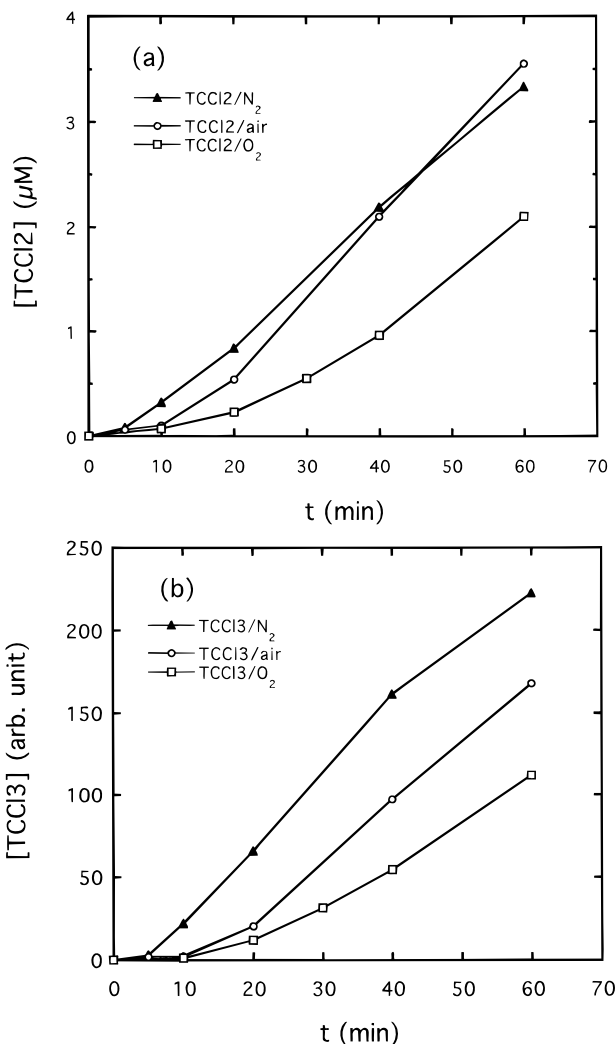 (a)
TCCl2/N₂
TCCl2/air
TCCl2/O₂
[TCCl2] (µM)
4
3
2
1
0
0 10 20 30 40 50 60 70
t (min)
(b)
TCCl3/N₂
TCCl3/air
TCCl3/O₂
[TCCl3] (arb. unit)
250
200
150
100
50
0
0 10 20 30 40 50 60 70
t (min)